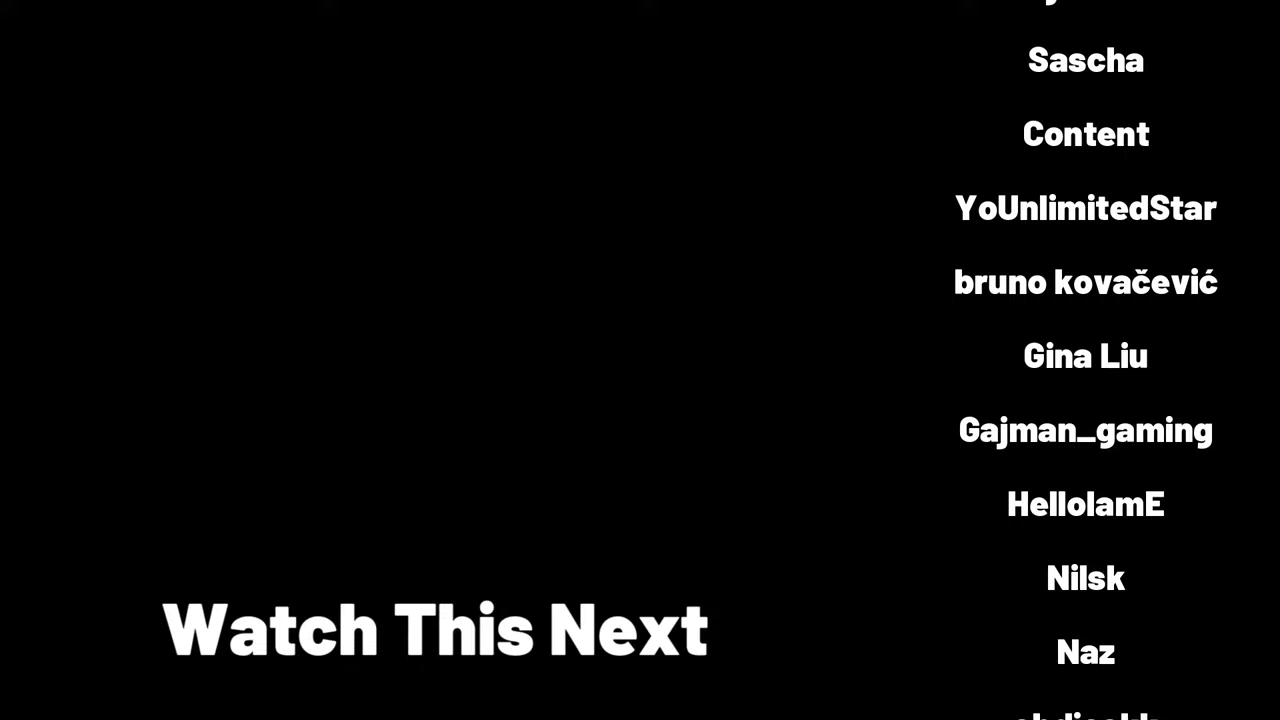 Sascha
Content
YoUnlimitedStar
bruno kovačević
Gina Liu
Gajman_gaming
HelloIamE
Nilsk
Naz
Watch This Next